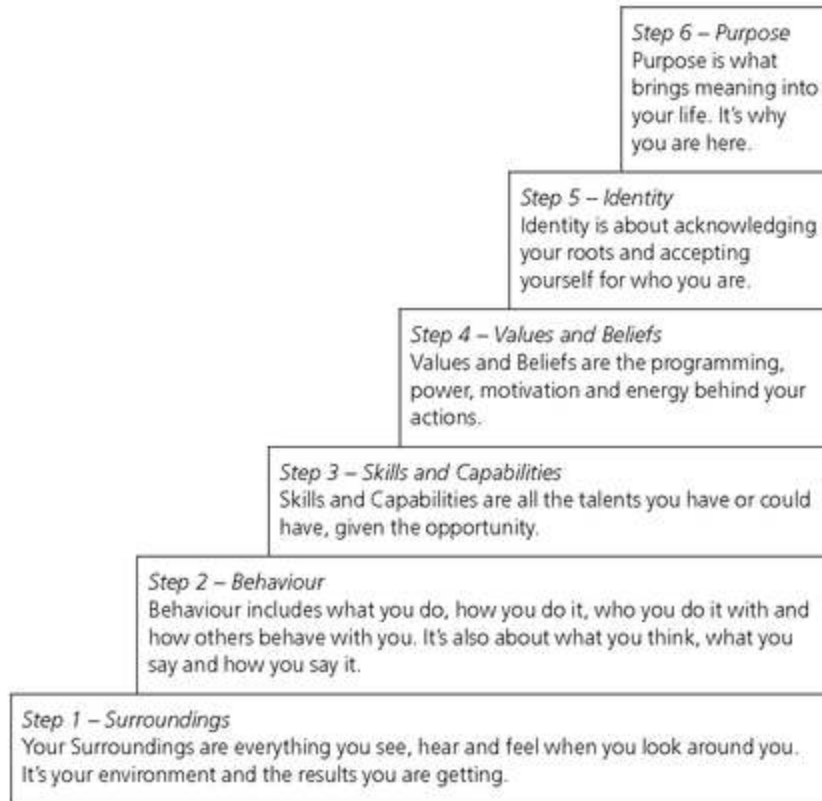 Step 6 – Purpose
Purpose is what
brings meaning into
your life. It's why
you are here.
Step 5 – Identity
Identity is about acknowledging
your roots and accepting
yourself for who you are.
Step 4 – Values and Beliefs
Values and Beliefs are the programming,
power, motivation and energy behind your
actions.
Step 3 – Skills and Capabilities
Skills and Capabilities are all the talents you have or could
have, given the opportunity.
Step 2 – Behaviour
Behaviour includes what you do, how you do it, who you do it with and
how others behave with you. It's also about what you think, what you
say and how you say it.
Step 1 – Surroundings
Your Surroundings are everything you see, hear and feel when you look around you.
It's your environment and the results you are getting.